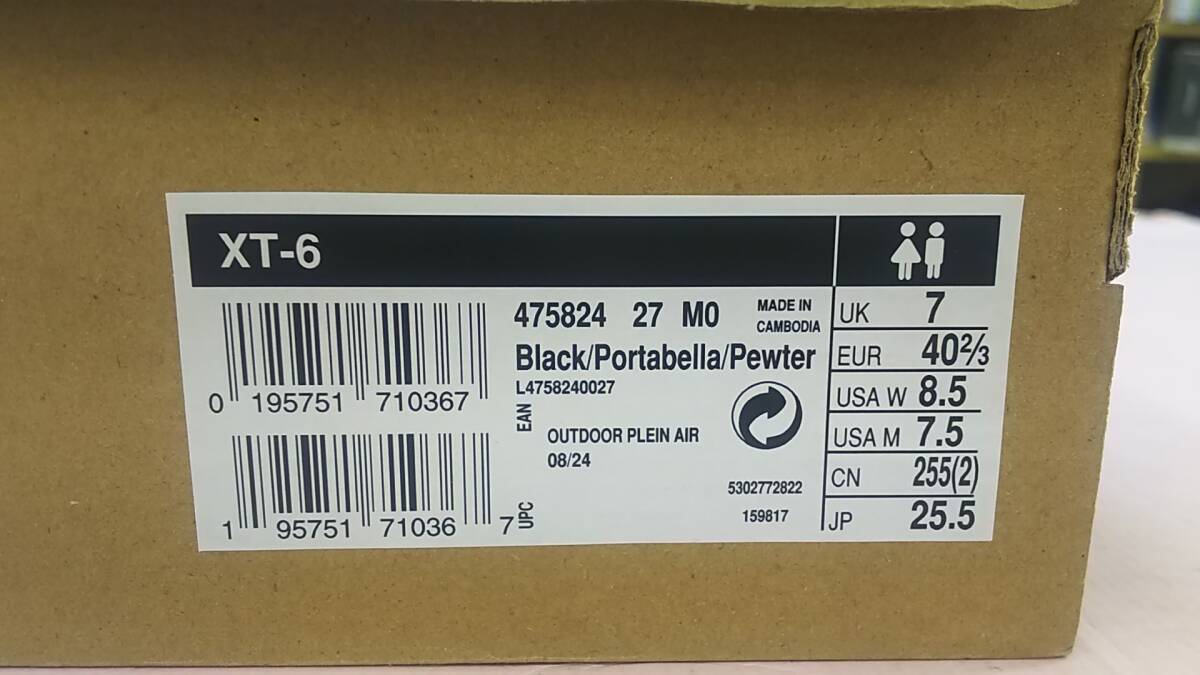 XT-6
475824 27 M0
MADE IN
CAMBODIA
Black/Portabella/Pewter
L4758240027
EAN
0 195751 710367
OUTDOOR PLEIN AIR
08/24
5302772822
159817
1 95751 71036 7
UPC
UK 7
EUR 40⅔
USA W 8.5
USA M 7.5
CN 255(2)
JP 25.5